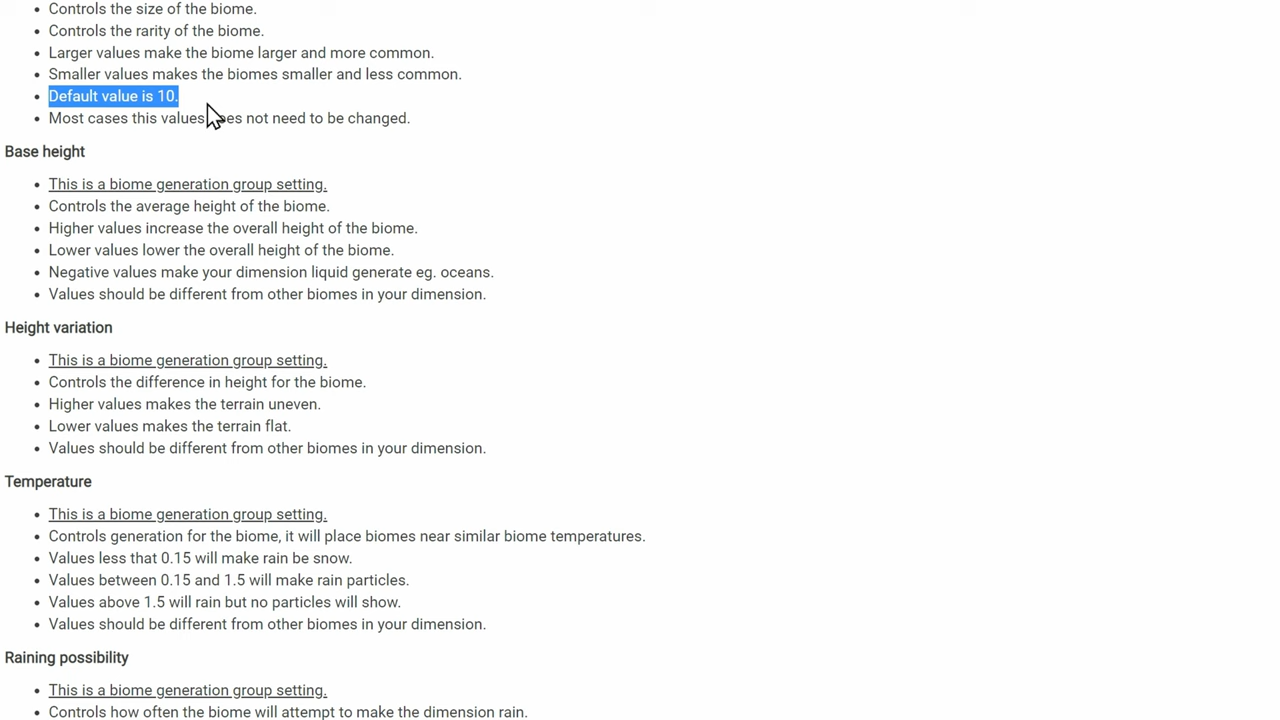 Controls the size of the biome.
Controls the rarity of the biome.
Larger values make the biome larger and more common.
Smaller values makes the biomes smaller and less common.
Default value is 10.
Most cases this values not need to be changed.
Base height
This is a biome generation group setting.
Controls the average height of the biome.
Higher values increase the overall height of the biome.
Lower values lower the overall height of the biome.
Negative values make your dimension liquid generate eg. oceans.
Values should be different from other biomes in your dimension.
Height variation
This is a biome generation group setting.
Controls the difference in height for the biome.
Higher values makes the terrain uneven.
Lower values makes the terrain flat.
Values should be different from other biomes in your dimension.
Temperature
This is a biome generation group setting.
Controls generation for the biome, it will place biomes near similar biome temperatures.
Values less that 0.15 will make rain be snow.
Values between 0.15 and 1.5 will make rain particles.
Values above 1.5 will rain but no particles will show.
Values should be different from other biomes in your dimension.
Raining possibility
This is a biome generation group setting.
Controls how often the biome will attempt to make the dimension rain.